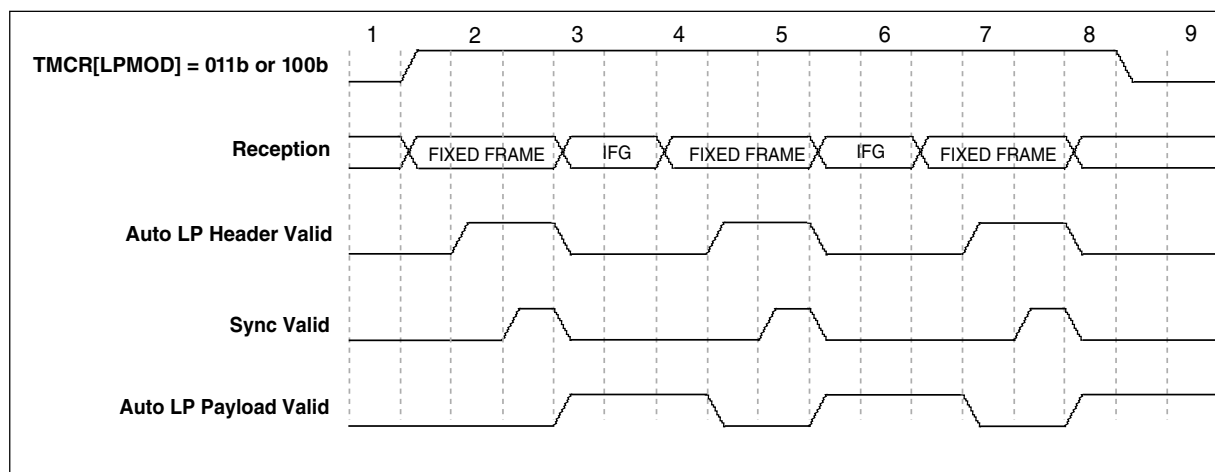 1 2 3 4 5 6 7 8 9
TMCR[LPMOD] = 011b or 100b
Reception FIXED FRAME IFG FIXED FRAME IFG FIXED FRAME
Auto LP Header Valid
Sync Valid
Auto LP Payload Valid